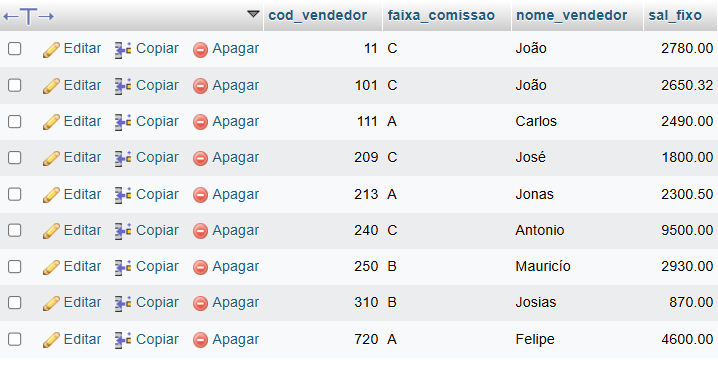 cod_vendedor faixa_comissao nome_vendedor sal_fixo
Editar Copiar Apagar 11 C João 2780.00
Editar Copiar Apagar 101 C João 2650.32
Editar Copiar Apagar 111 A Carlos 2490.00
Editar Copiar Apagar 209 C José 1800.00
Editar Copiar Apagar 213 A Jonas 2300.50
Editar Copiar Apagar 240 C Antonio 9500.00
Editar Copiar Apagar 250 B Mauricío 2930.00
Editar Copiar Apagar 310 B Josias 870.00
Editar Copiar Apagar 720 A Felipe 4600.00